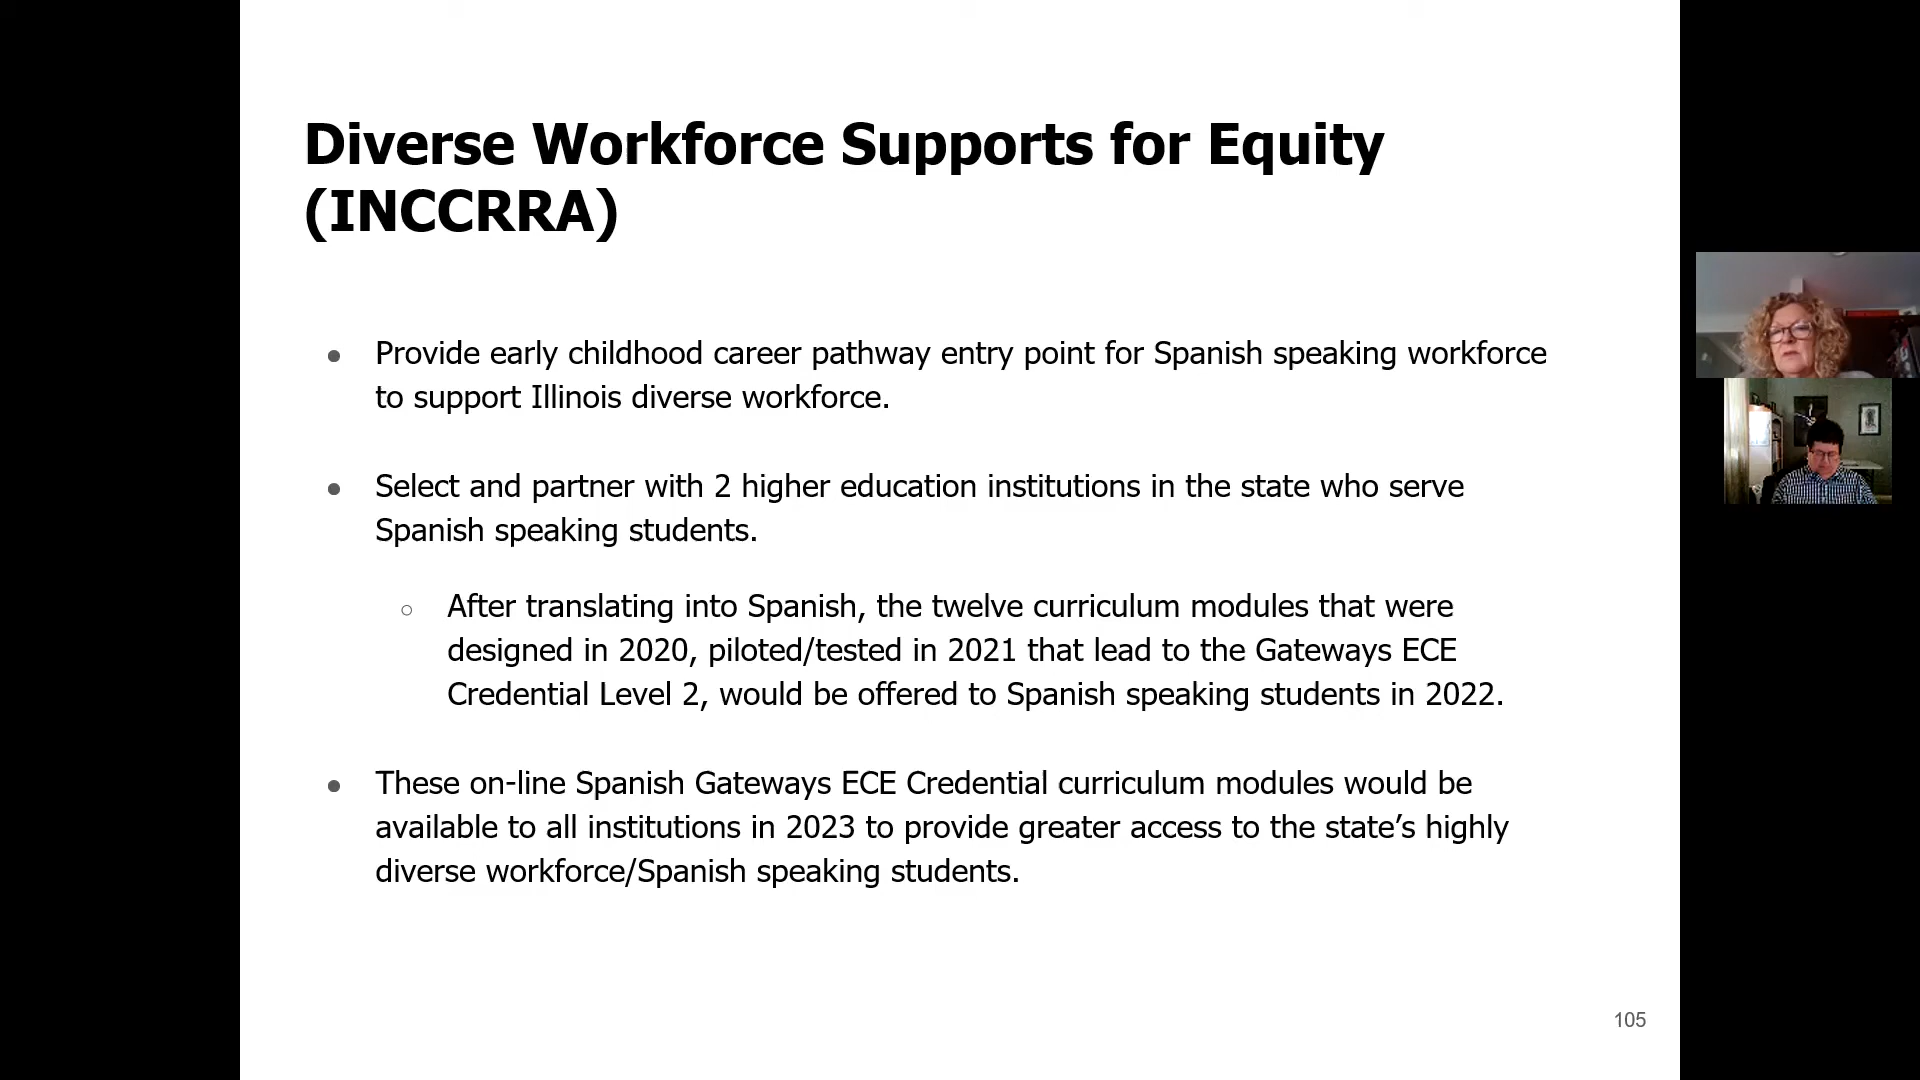 Diverse Workforce Supports for Equity
(INCCRRA)
● Provide early childhood career pathway entry point for Spanish speaking workforce
to support Illinois diverse workforce.
● Select and partner with 2 higher education institutions in the state who serve
Spanish speaking students.
○ After translating into Spanish, the twelve curriculum modules that were
designed in 2020, piloted/tested in 2021 that lead to the Gateways ECE
Credential Level 2, would be offered to Spanish speaking students in 2022.
● These on-line Spanish Gateways ECE Credential curriculum modules would be
available to all institutions in 2023 to provide greater access to the state’s highly
diverse workforce/Spanish speaking students.
105